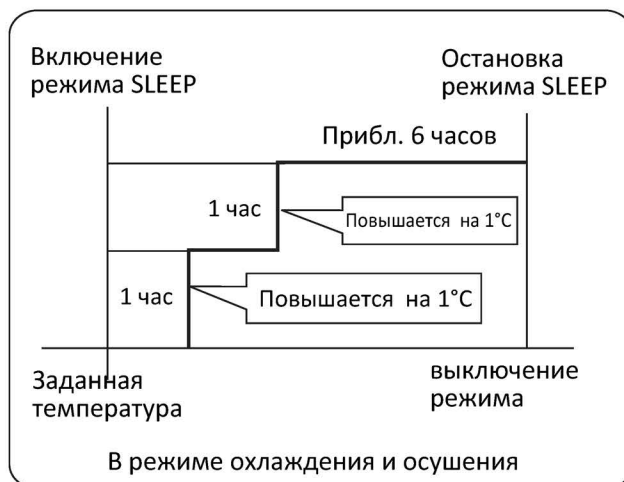 Включение
режима SLEEP
Остановка
режима SLEEP
Прибл. 6 часов
1 час
Повышается на 1°C
1 час
Повышается на 1°C
Заданная
температура
выключение
режима
В режиме охлаждения и осушения